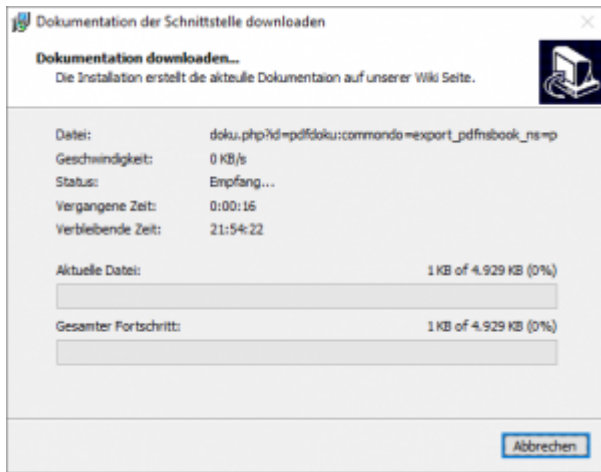 Dokumentation der Schnittstelle downloaden
Dokumentation downloaden...
Die Installation erstellt die akteulle Dokumentaion auf unserer Wiki Seite.
Datei: doku.php?id=pdfdoku:commondo=export_pdfnsbook_ns=p
Geschwindigkeit: 0 KB/s
Status: Empfang...
Vergangene Zeit: 0:00:16
Verbleibende Zeit: 21:54:22
Aktuelle Datei: 1 KB of 4.929 KB (0%)
Gesamter Fortschritt: 1 KB of 4.929 KB (0%)
Abbrechen